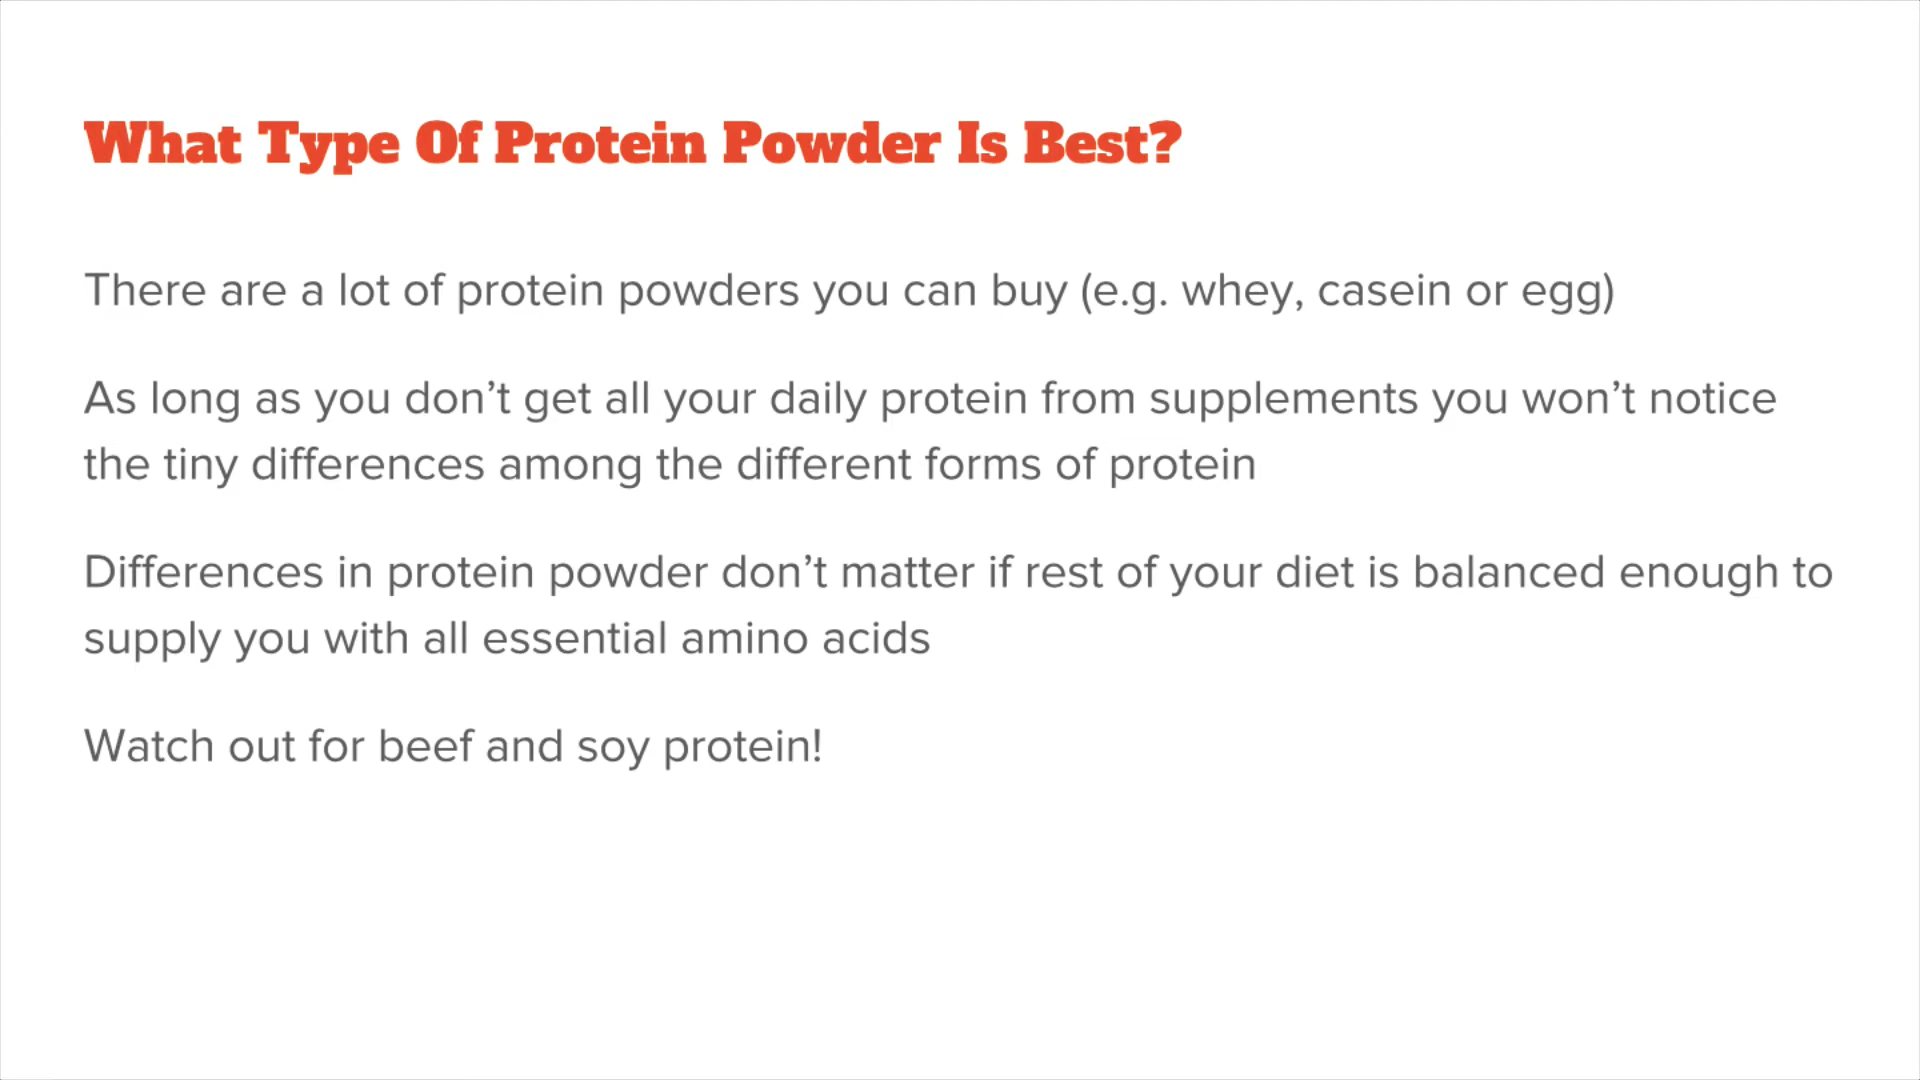 What Type Of Protein Powder Is Best?
There are a lot of protein powders you can buy (e.g. whey, casein or egg)
As long as you don’t get all your daily protein from supplements you won’t notice
the tiny differences among the different forms of protein
Differences in protein powder don’t matter if rest of your diet is balanced enough to
supply you with all essential amino acids
Watch out for beef and soy protein!